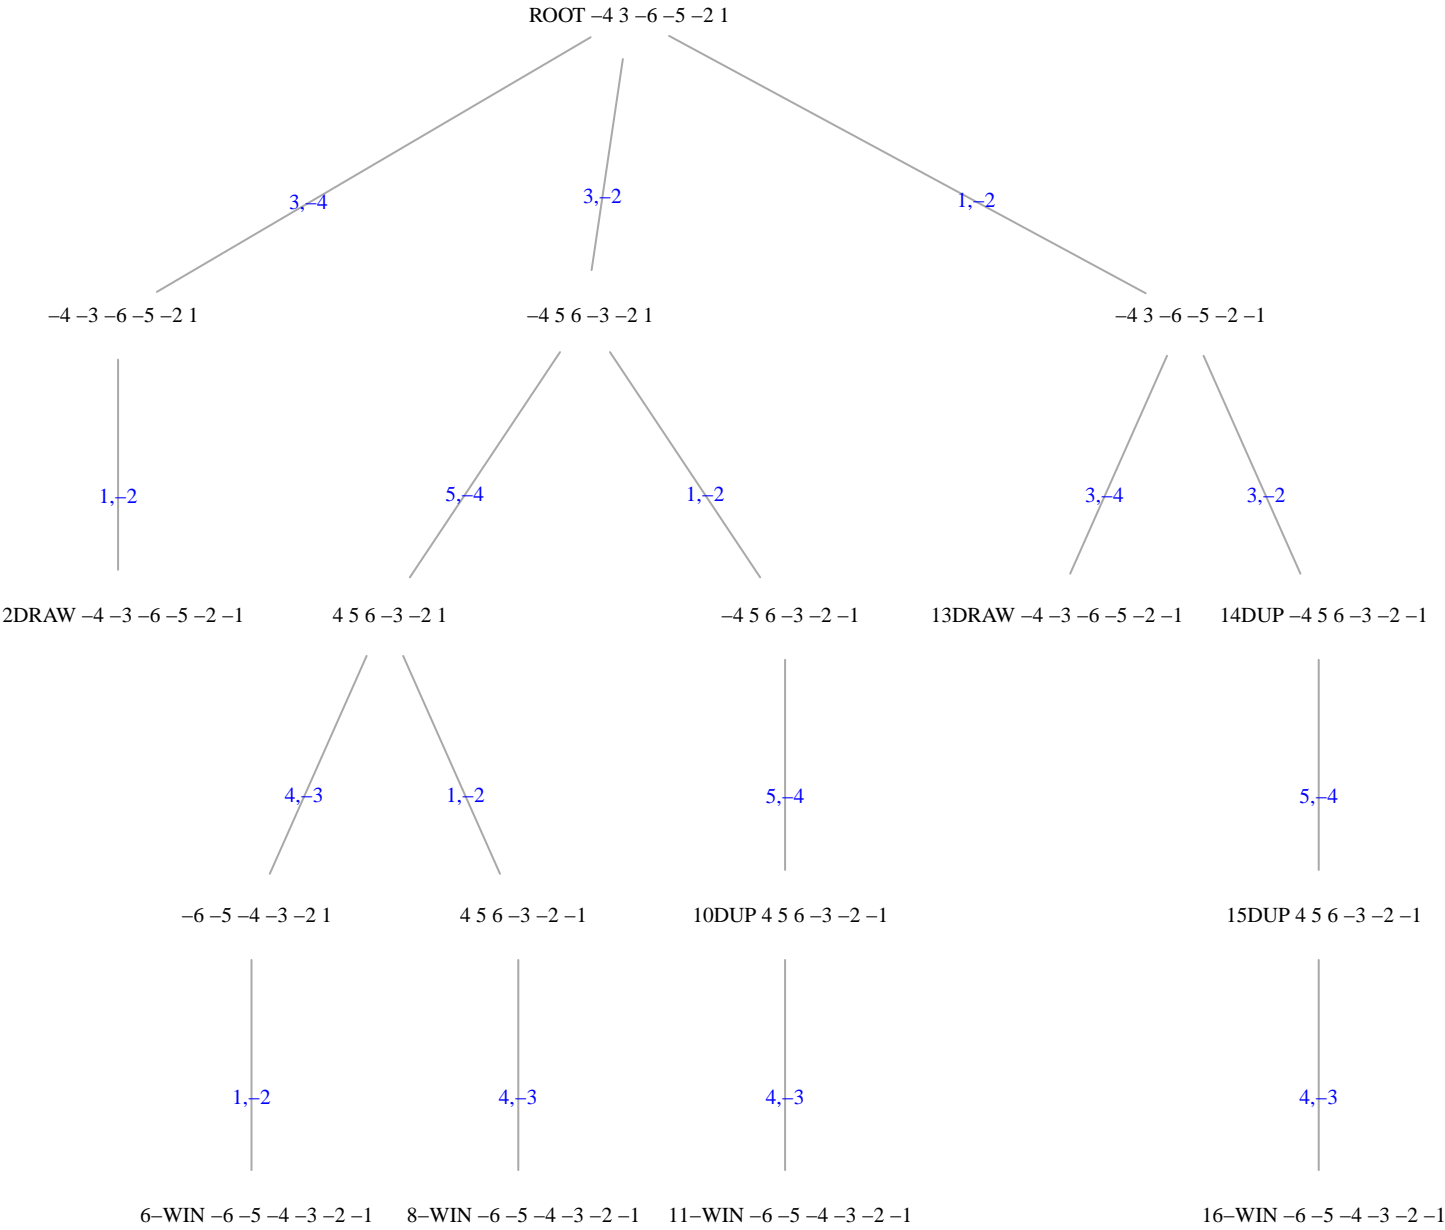 ROOT –4 3 –6 –5 –2 1
3,–4
3,–2
1,–2
–4 –3 –6 –5 –2 1
–4 5 6 –3 –2 1
–4 3 –6 –5 –2 –1
1,–2
5,–4
1,–2
3,–4
3,–2
2DRAW –4 –3 –6 –5 –2 –1
4 5 6 –3 –2 1
–4 5 6 –3 –2 –1
13DRAW –4 –3 –6 –5 –2 –1
14DUP –4 5 6 –3 –2 –1
4,–3
1,–2
5,–4
5,–4
–6 –5 –4 –3 –2 1
4 5 6 –3 –2 –1
10DUP 4 5 6 –3 –2 –1
15DUP 4 5 6 –3 –2 –1
1,–2
4,–3
4,–3
4,–3
6–WIN –6 –5 –4 –3 –2 –1
8–WIN –6 –5 –4 –3 –2 –1
11–WIN –6 –5 –4 –3 –2 –1
16–WIN –6 –5 –4 –3 –2 –1